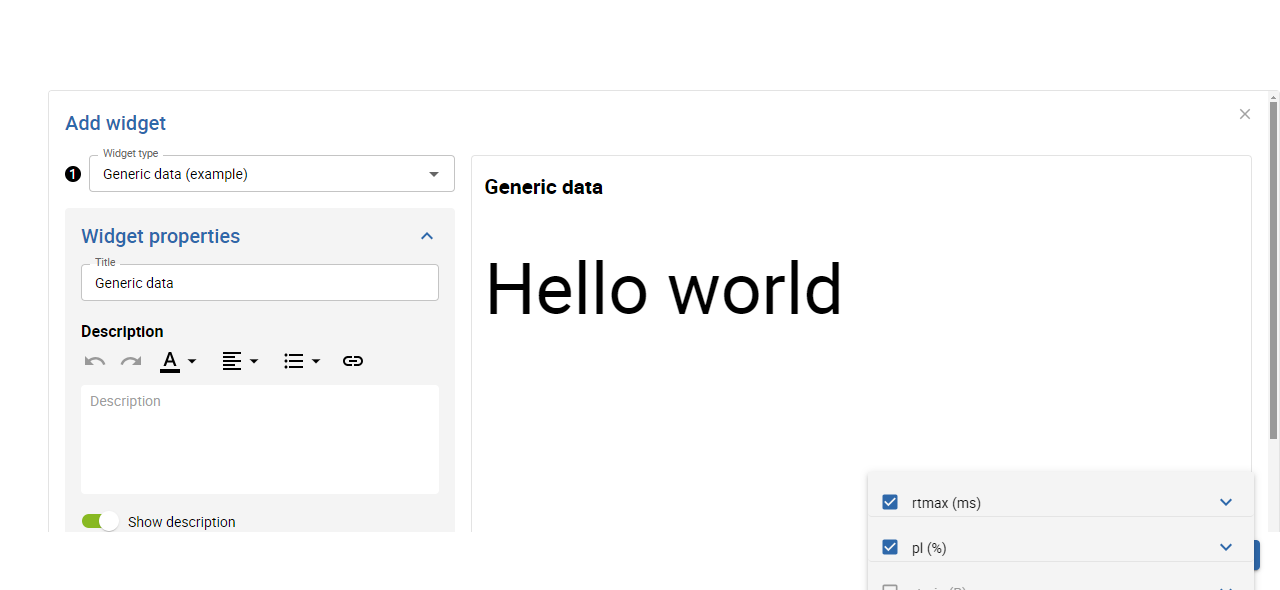 Add widget
Widget type
1
Generic data (example)
Widget properties
Title
Generic data
Description
Description
Show description
Generic data
Hello world
rtmax (ms)
pl (%)